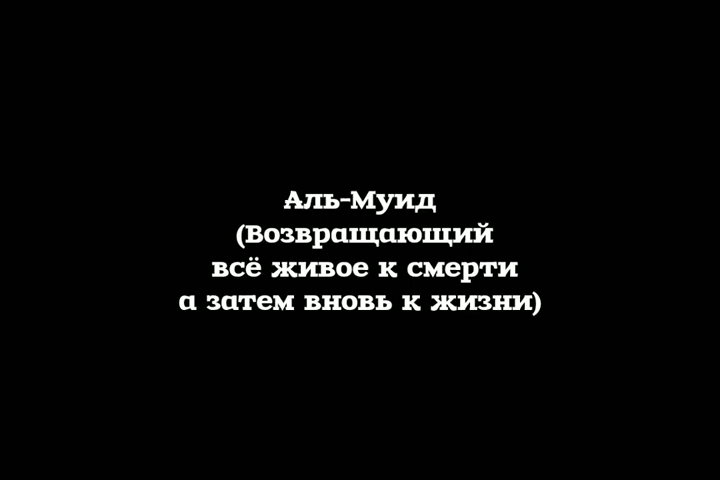 Аль-Муид
(Возвращающий
всё живое к смерти
а затем вновь к жизни)